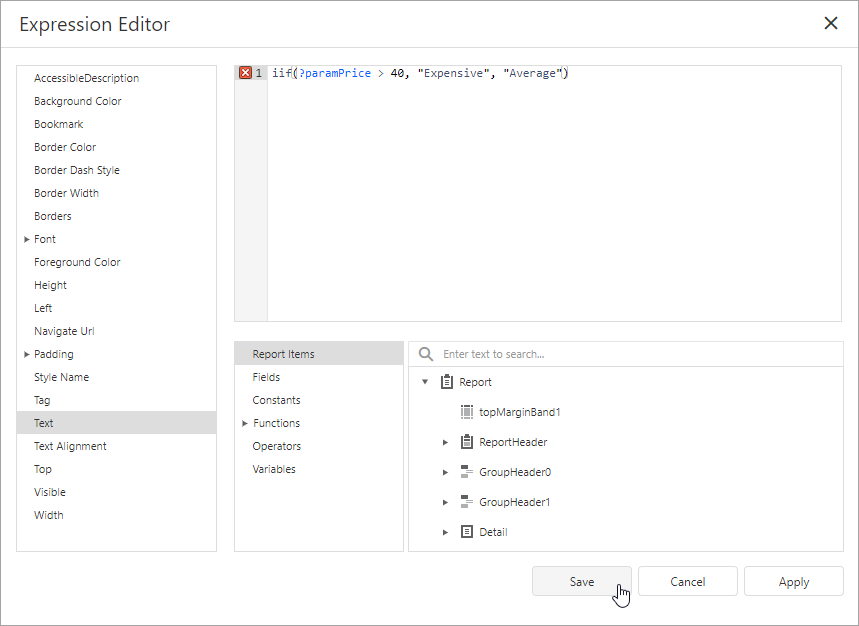 Expression Editor
AccessibleDescription
Background Color
Bookmark
Border Color
Border Dash Style
Border Width
Borders
Font
Foreground Color
Height
Left
Navigate Url
Padding
Style Name
Tag
Text
Text Alignment
Top
Visible
Width
1 iif(?paramPrice > 40, "Expensive", "Average")
Report Items
Fields
Constants
Functions
Operators
Variables
Enter text to search...
Report
topMarginBand1
ReportHeader
GroupHeader0
GroupHeader1
Detail
Save Cancel Apply